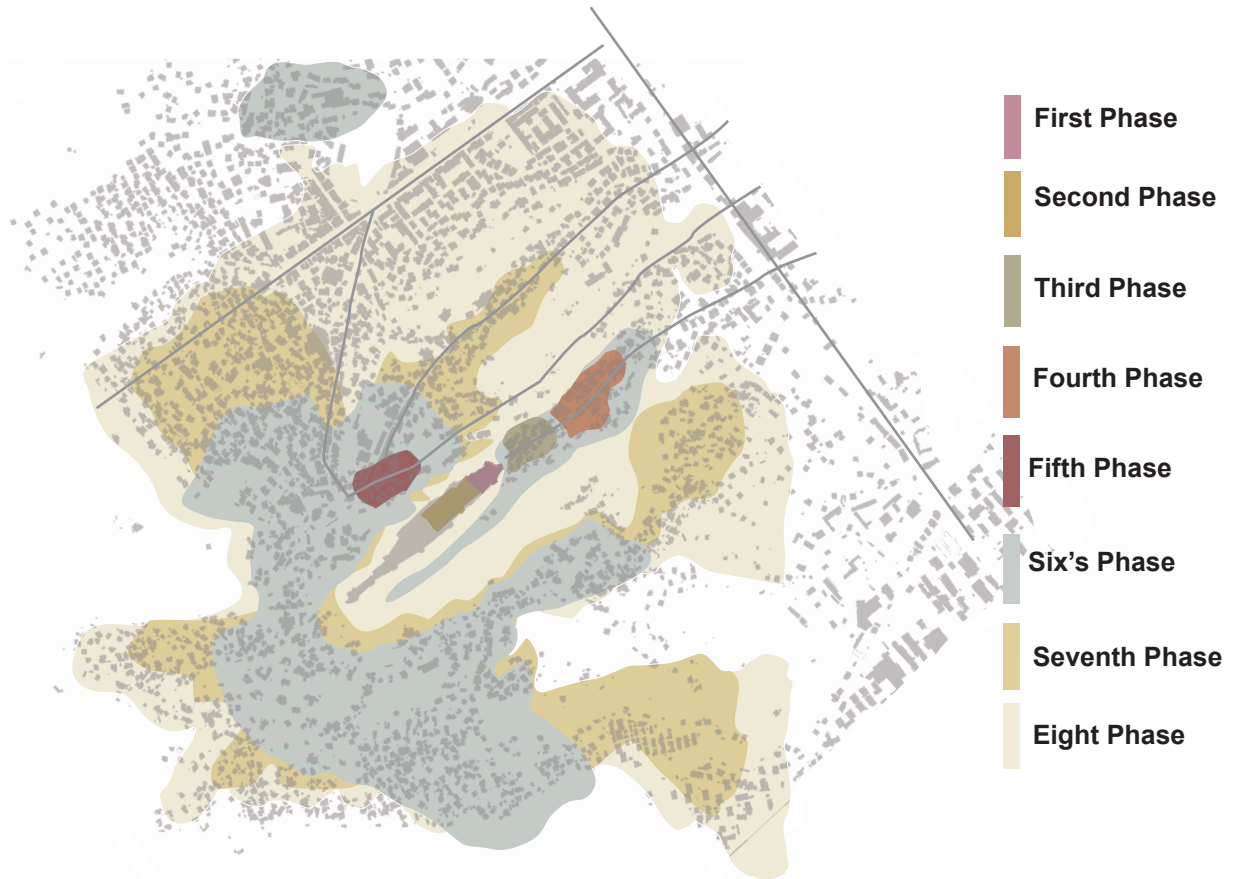 First Phase
Second Phase
Third Phase
Fourth Phase
Fifth Phase
Six's Phase
Seventh Phase
Eight Phase